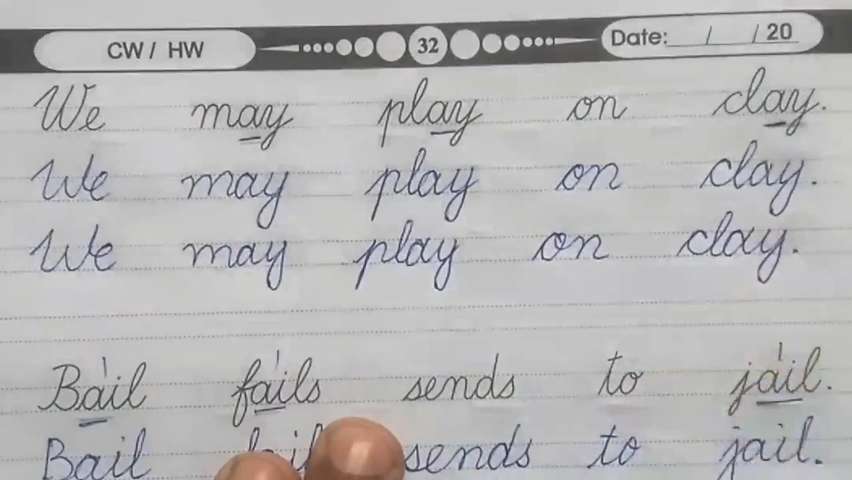 CW / HW 32 Date: / / 20
We may play on clay.
We may play on clay.
We may play on clay.
Bail fails sends to jail.
Bail sends to jail.